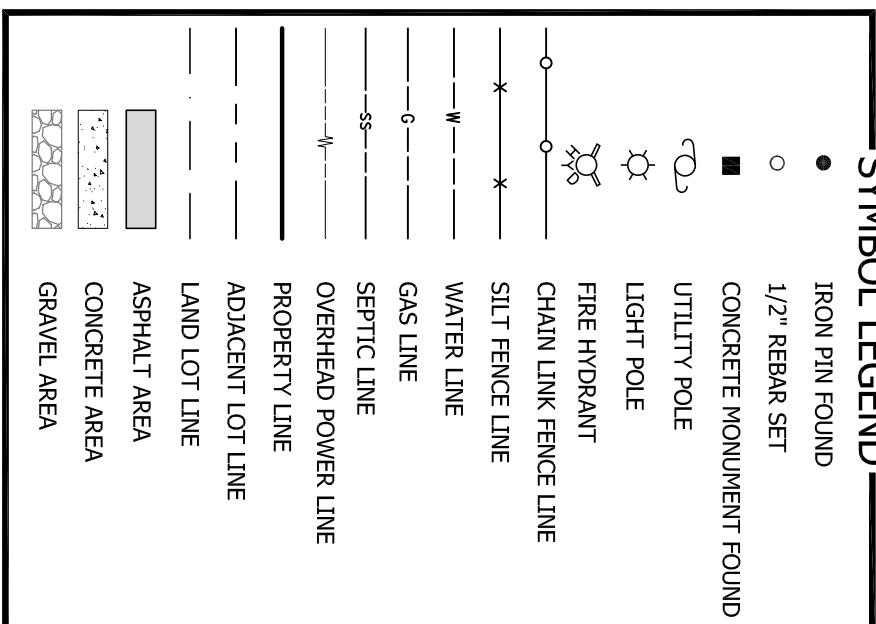 SYMBOL LEGEND
IRON PIN FOUND
1/2" REBAR SET
CONCRETE MONUMENT FOUND
UTILITY POLE
LIGHT POLE
HYD
FIRE HYDRANT
CHAIN LINK FENCE LINE
SILT FENCE LINE
W WATER LINE
G GAS LINE
SS SEPTIC LINE
OVERHEAD POWER LINE
PROPERTY LINE
ADJACENT LOT LINE
LAND LOT LINE
ASPHALT AREA
CONCRETE AREA
GRAVEL AREA